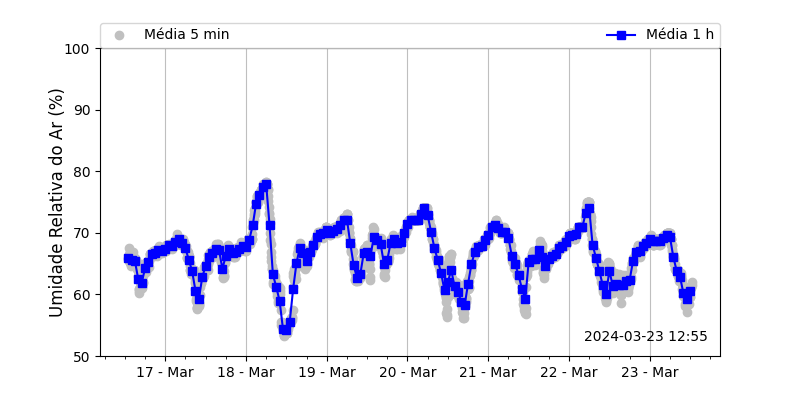 Média 5 min
Média 1 h
Umidade Relativa do Ar (%)
100
90
80
70
60
50
2024-03-23 12:55
17 - Mar
18 - Mar
19 - Mar
20 - Mar
21 - Mar
22 - Mar
23 - Mar